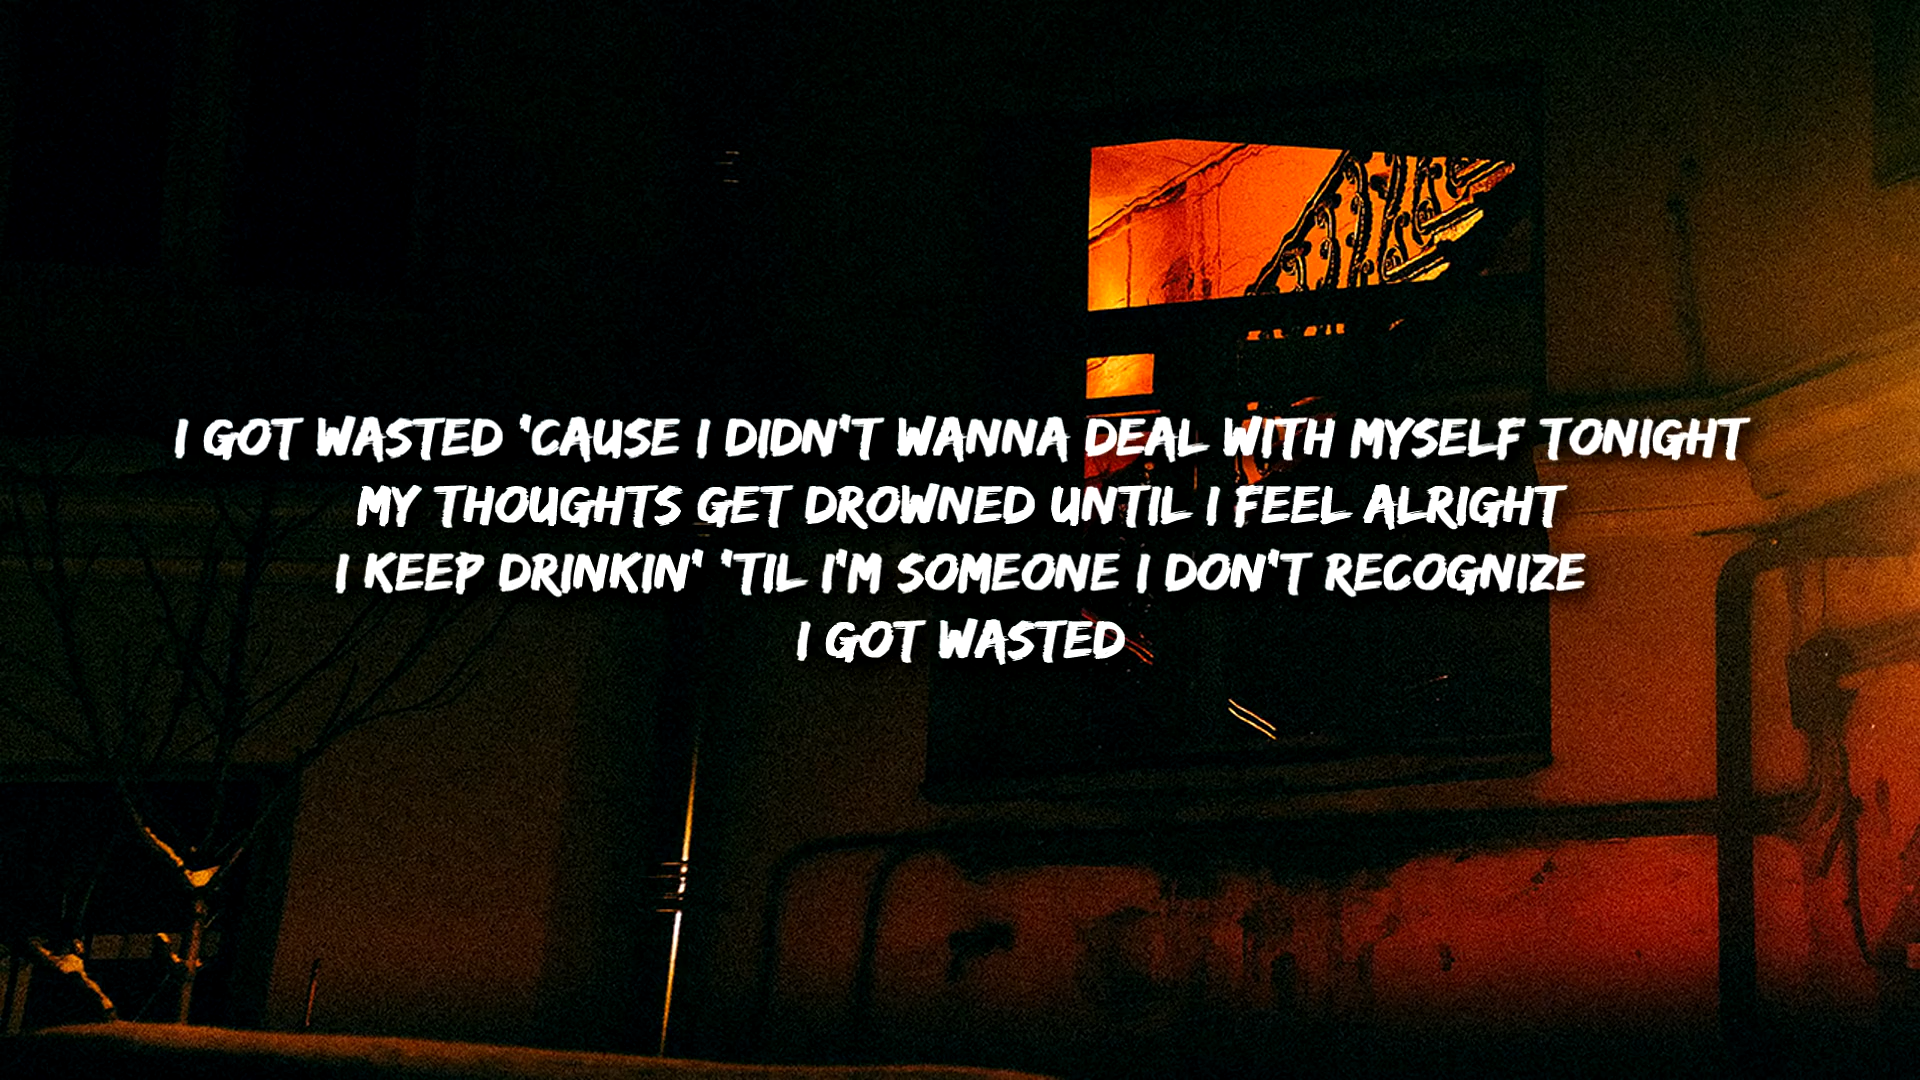 I GOT WASTED 'CAUSE I DIDN'T WANNA DEAL WITH MYSELF TONIGHT
MY THOUGHTS GET DROWNED UNTIL I FEEL ALRIGHT
I KEEP DRINKIN' 'TIL I'M SOMEONE I DON'T RECOGNIZE
I GOT WASTED